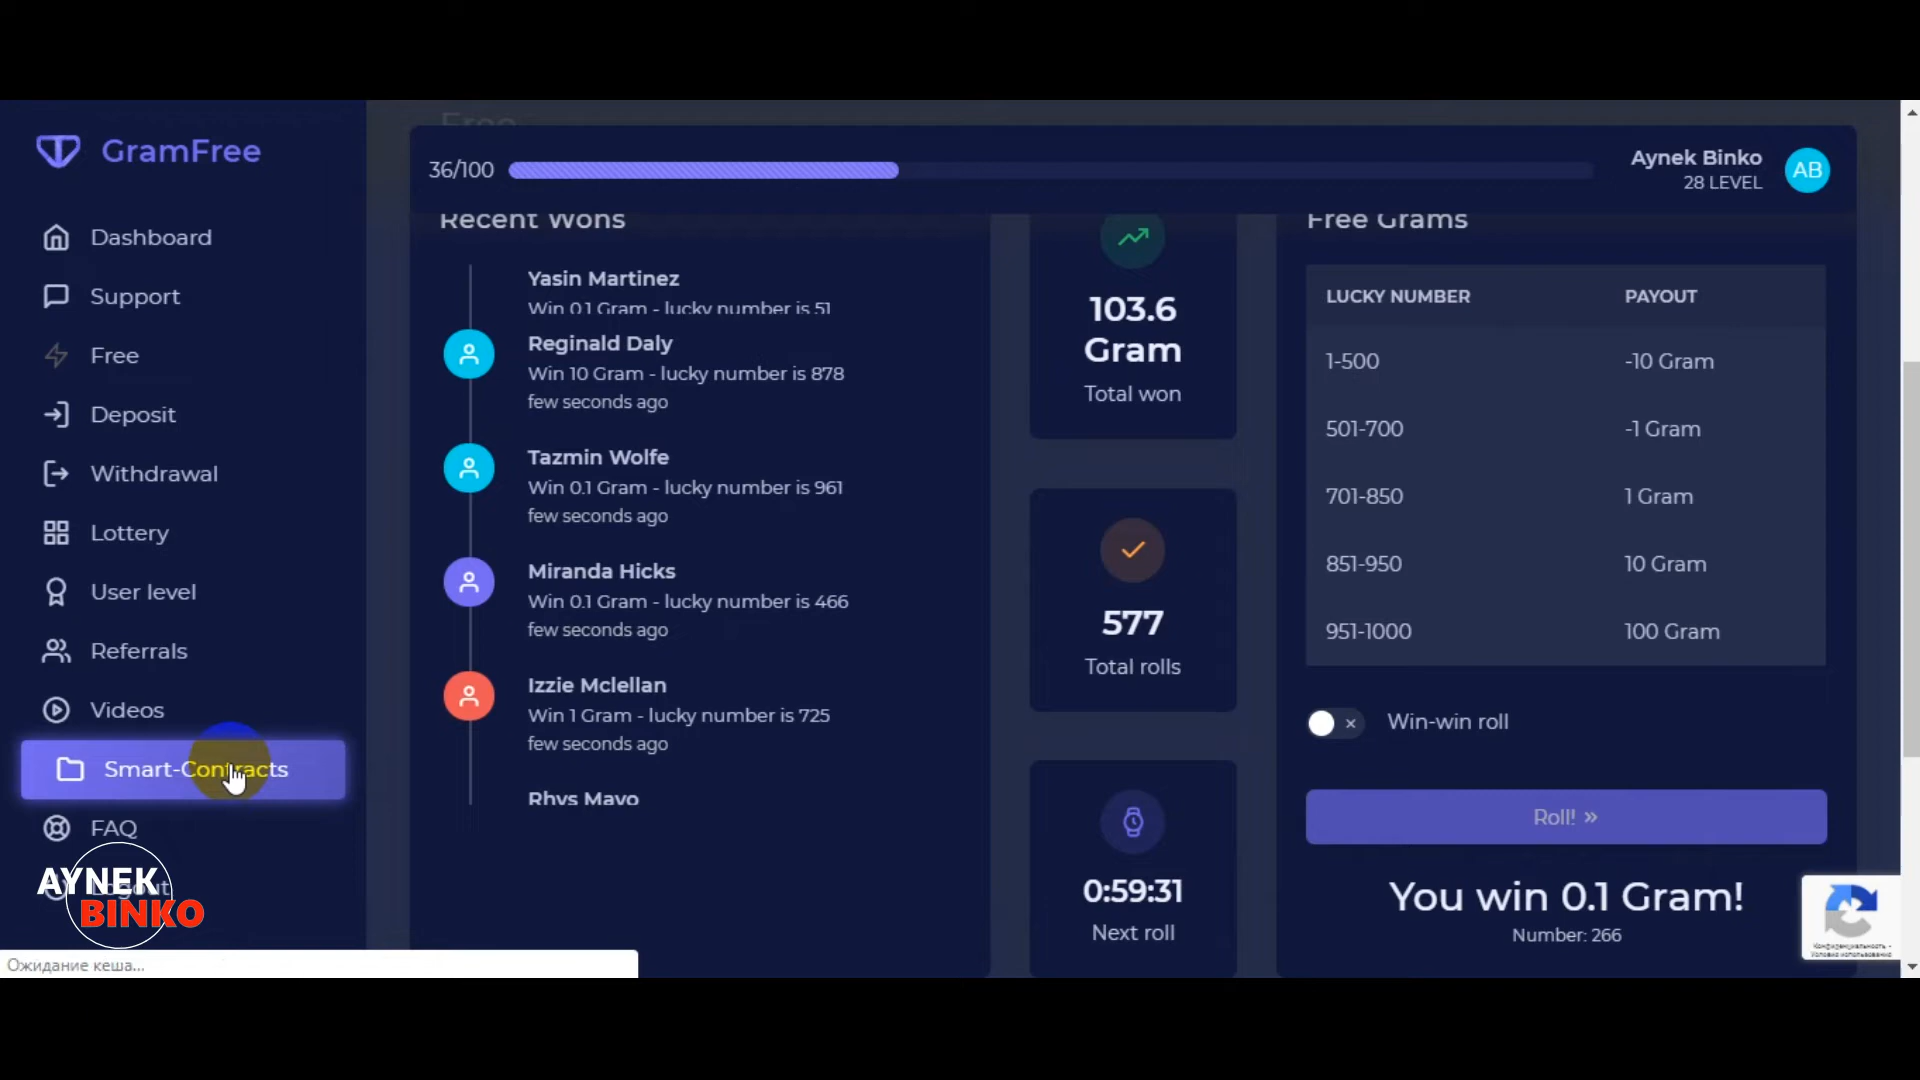 GramFree
Dashboard
Support
Free
Deposit
Withdrawal
Lottery
User level
Referrals
Videos
Smart-Contracts
FAQ
Logout
AYNEK
BINKO
Ожидание кеша...
Free
36/100
Aynek Binko
28 LEVEL
AB
Recent Wons
Yasin Martinez
Win 0.1 Gram - lucky number is 51
Reginald Daly
Win 10 Gram - lucky number is 878
few seconds ago
Tazmin Wolfe
Win 0.1 Gram - lucky number is 961
few seconds ago
Miranda Hicks
Win 0.1 Gram - lucky number is 466
few seconds ago
Izzie Mclellan
Win 1 Gram - lucky number is 725
few seconds ago
Rhys Mayo
103.6
Gram
Total won
577
Total rolls
0:59:31
Next roll
Free Grams
LUCKY NUMBER PAYOUT
1-500 -10 Gram
501-700 -1 Gram
701-850 1 Gram
851-950 10 Gram
951-1000 100 Gram
Win-win roll
Roll! »
You win 0.1 Gram!
Number: 266
Конфиденциальность -
Условия использования